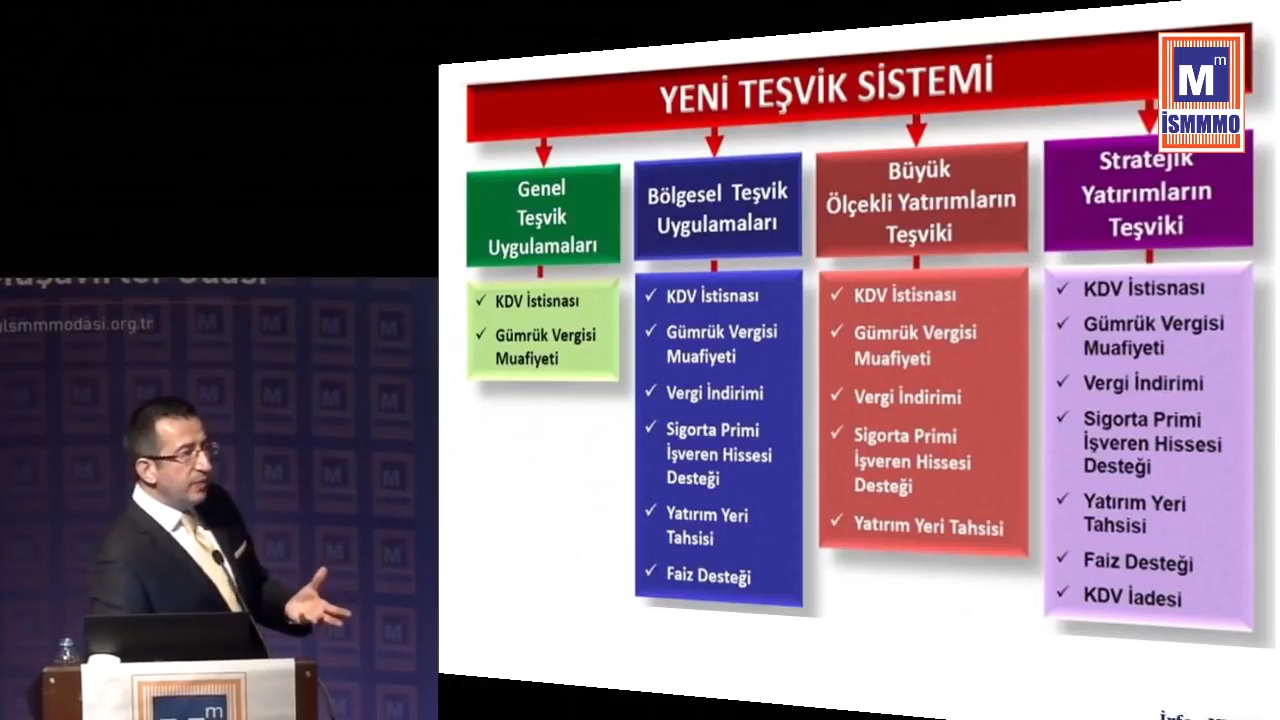 YENİ TEŞVİK SİSTEMİ
M m
İSMMMO
Genel
Teşvik
Uygulamaları
✓ KDV İstisnası
✓ Gümrük Vergisi
Muafiyeti
Bölgesel Teşvik
Uygulamaları
✓ KDV İstisnası
✓ Gümrük Vergisi
Muafiyeti
✓ Vergi İndirimi
✓ Sigorta Primi
İşveren Hissesi
Desteği
✓ Yatırım Yeri
Tahsisi
✓ Faiz Desteği
Büyük
Ölçekli Yatırımların
Teşviki
✓ KDV İstisnası
✓ Gümrük Vergisi
Muafiyeti
✓ Vergi İndirimi
✓ Sigorta Primi
İşveren Hissesi
Desteği
✓ Yatırım Yeri Tahsisi
Stratejik
Yatırımların
Teşviki
✓ KDV İstisnası
✓ Gümrük Vergisi
Muafiyeti
✓ Vergi İndirimi
✓ Sigorta Primi
İşveren Hissesi
Desteği
✓ Yatırım Yeri
Tahsisi
✓ Faiz Desteği
✓ KDV İadesi
lsmmmodasi.org.tr
m